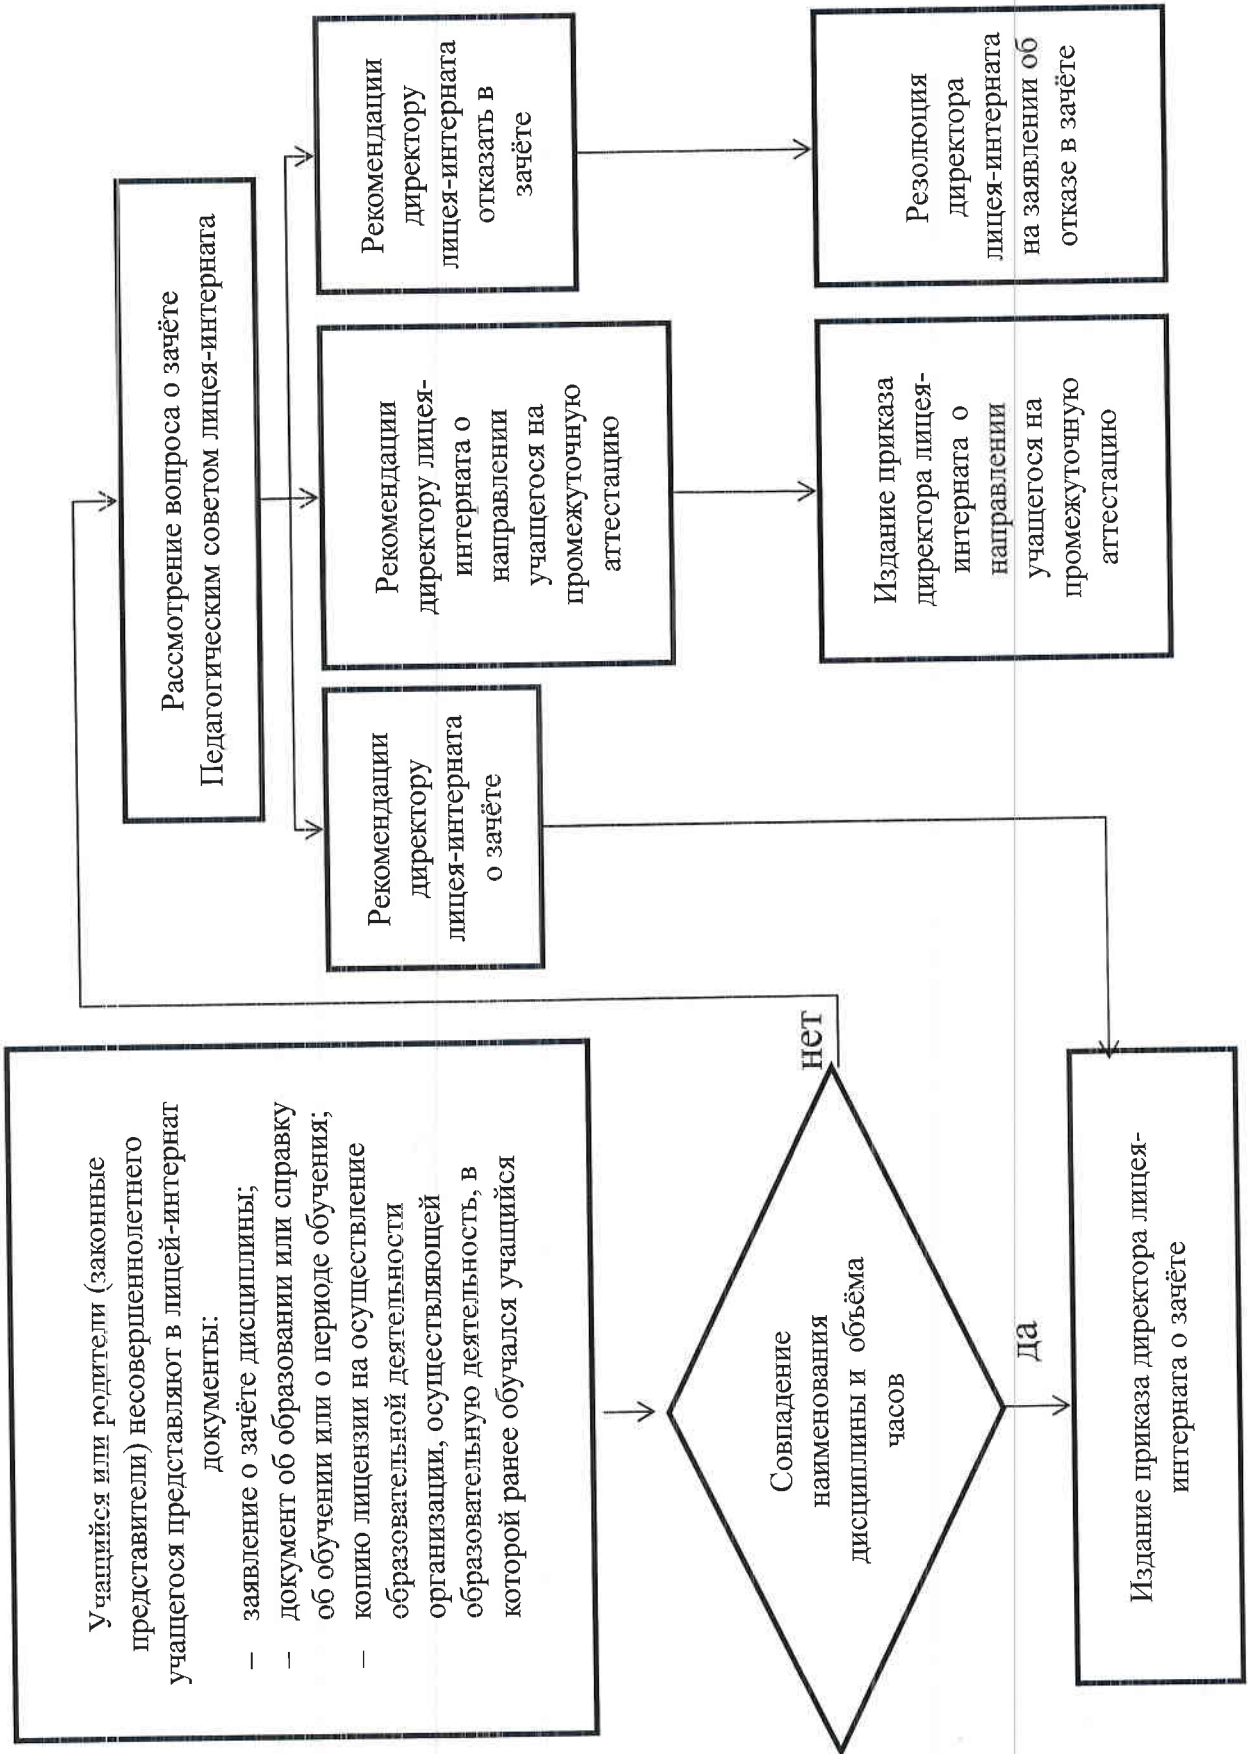 Учащийся или родители (законные
представители) несовершеннолетнего
учащегося представляют в лицей-интернат
документы:
– заявление о зачёте дисциплины;
– документ об образовании или справку
об обучении или о периоде обучения;
– копию лицензии на осуществление
образовательной деятельности
организации, осуществляющей
образовательную деятельность, в
которой ранее обучался учащийся
Совпадение
наименования
дисциплины и объёма
часов
нет
да
Издание приказа директора лицея-
интерната о зачёте
Рассмотрение вопроса о зачёте
Педагогическим советом лицея-интерната
Рекомендации
директору
лицея-интерната
о зачёте
Рекомендации
директору лицея-
интерната о
направлении
учащегося на
промежуточную
аттестацию
Рекомендации
директору
лицея-интерната
отказать в
зачёте
Издание приказа
директора лицея-
интерната о
направлении
учащегося на
промежуточную
аттестацию
Резолюция
директора
лицея-интерната
на заявлении об
отказе в зачёте